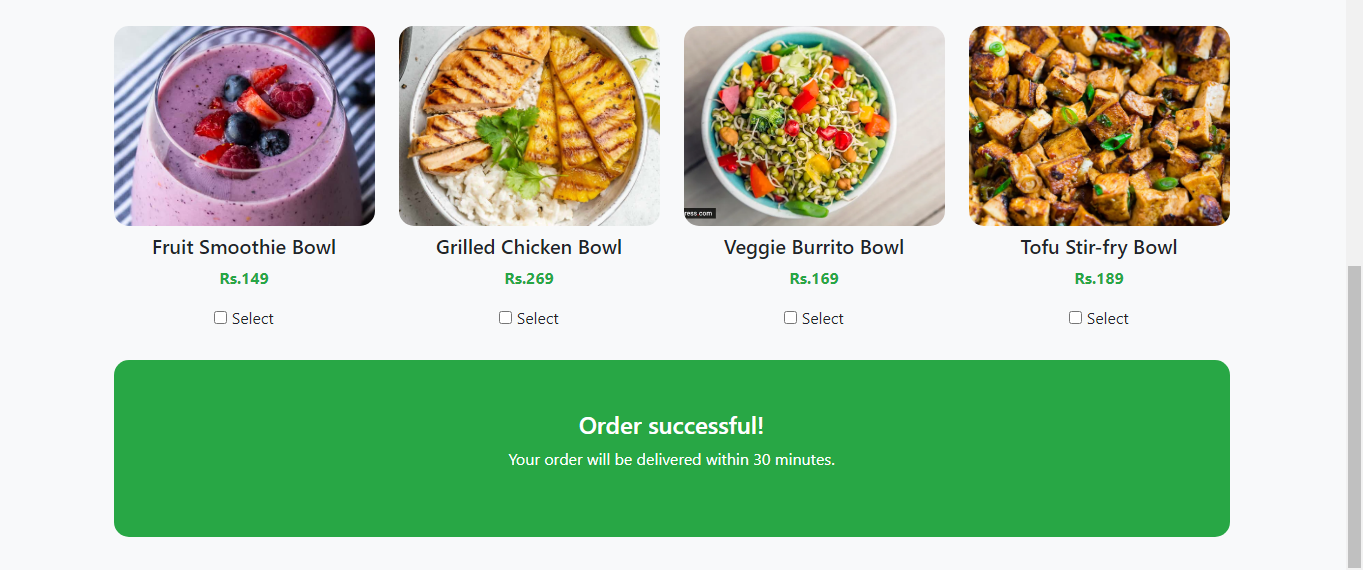 Fruit Smoothie Bowl
Rs.149
Select
Grilled Chicken Bowl
Rs.269
Select
ress.com
Veggie Burrito Bowl
Rs.169
Select
Tofu Stir-fry Bowl
Rs.189
Select
Order successful!
Your order will be delivered within 30 minutes.